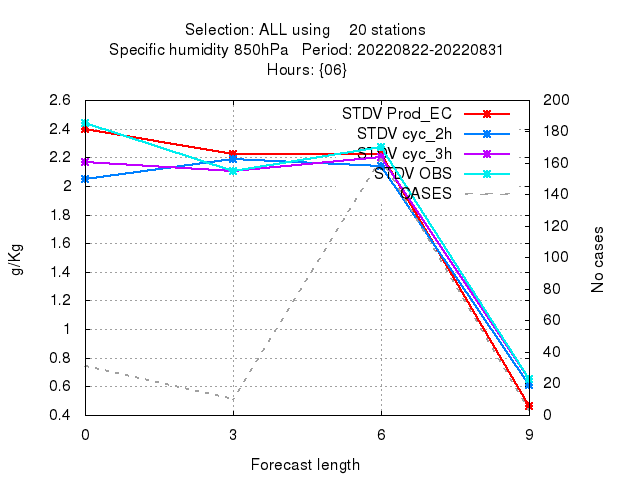 Selection: ALL using    20 stations
Specific humidity 850hPa   Period: 20220822-20220831
Hours: {06}
2.6
2.4
2.2
2
1.8
1.6
1.4
1.2
1
0.8
0.6
0.4
g/Kg
STDV Prod_EC
STDV cyc_2h
STDV cyc_3h
STDV OBS
CASES
200
180
160
140
120
100
80
60
40
20
0
No cases
0 3 6 9
Forecast length